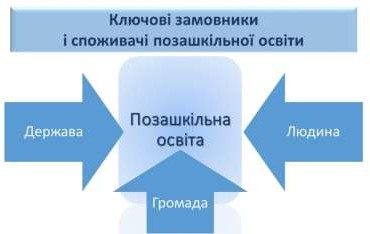 Ключові замовники
і споживачі позашкільної освіти
Держава
Позашкільна
освіта
Людина
Громада